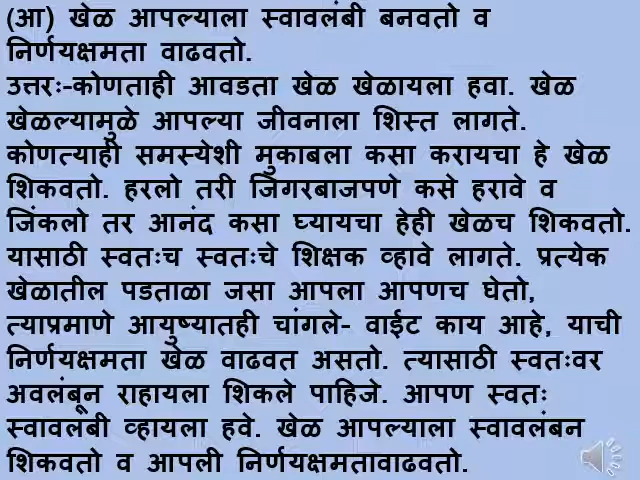 (आ) खेळ आपल्याला स्वावलंबी बनवतो व
निर्णयक्षमता वाढवतो.
उत्तरः-कोणताही आवडता खेळ खेळायला हवा. खेळ
खेळल्यामुळे आपल्या जीवनाला शिस्त लागते.
कोणत्याही समस्येशी मुकाबला कसा करायचा हे खेळ
शिकवतो. हरलो तरी जिगरबाजपणे कसे हरावे व
जिंकलो तर आनंद कसा घ्यायचा हेही खेळच शिकवतो.
यासाठी स्वतःच स्वतःचे शिक्षक व्हावे लागते. प्रत्येक
खेळातील पडताळा जसा आपला आपणच घेतो,
त्याप्रमाणे आयुष्यातही चांगले- वाईट काय आहे, याची
निर्णयक्षमता खेळ वाढवत असतो. त्यासाठी स्वतःवर
अवलंबून राहायला शिकले पाहिजे. आपण स्वतः
स्वावलंबी व्हायला हवे. खेळ आपल्याला स्वावलंबन
शिकवतो व आपली निर्णयक्षमतावाढवतो.